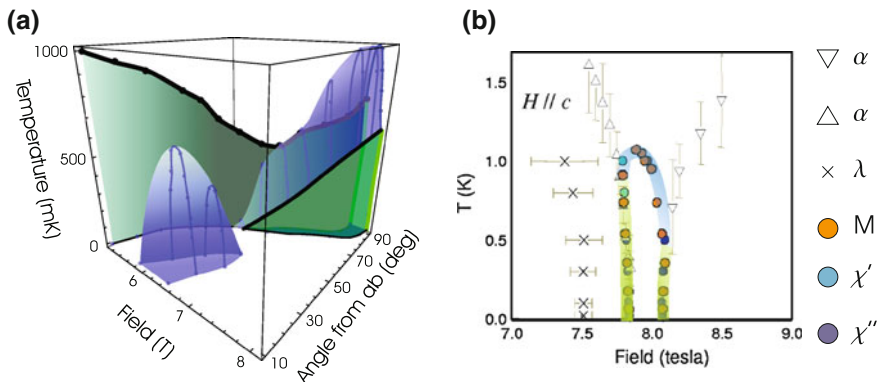 (a)
1000
500
0
Temperature (mK)
6
7
8
Field (T)
10
30
50
70
90
Angle from ab (deg)
(b)
H // c
1.5
1.0
0.5
0.0
T (K)
7.0 7.5 8.0 8.5 9.0
Field (tesla)
α
α
λ
M
χ′
χ″